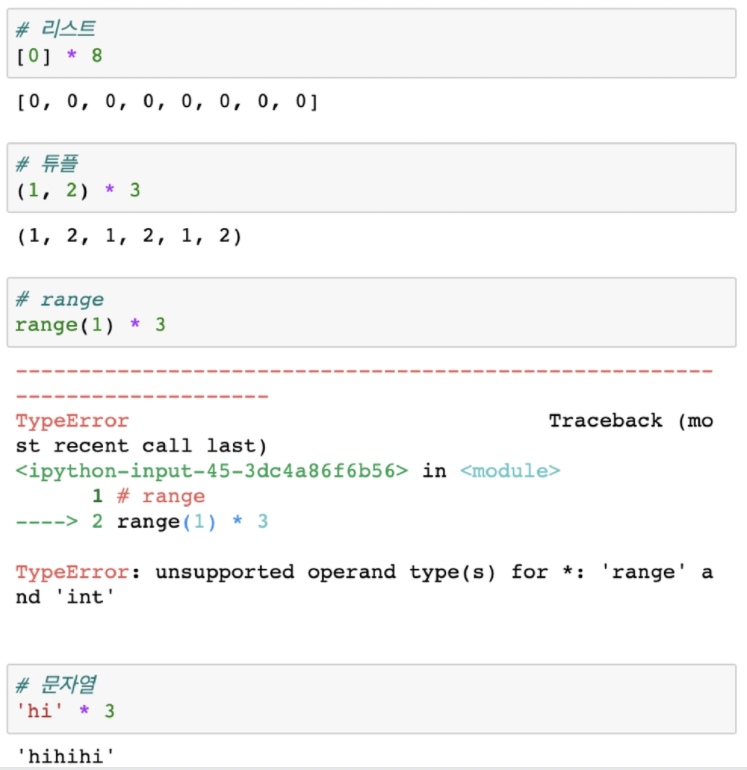 # 리스트
[0] * 8
[0, 0, 0, 0, 0, 0, 0, 0]
# 튜플
(1, 2) * 3
(1, 2, 1, 2, 1, 2)
# range
range(1) * 3
-------------------------------------------------------
--------------------
TypeError                                 Traceback (mo
st recent call last)
<ipython-input-45-3dc4a86f6b56> in <module>
      1 # range
----> 2 range(1) * 3
TypeError: unsupported operand type(s) for *: 'range' a
nd 'int'
# 문자열
'hi' * 3
'hihihi'